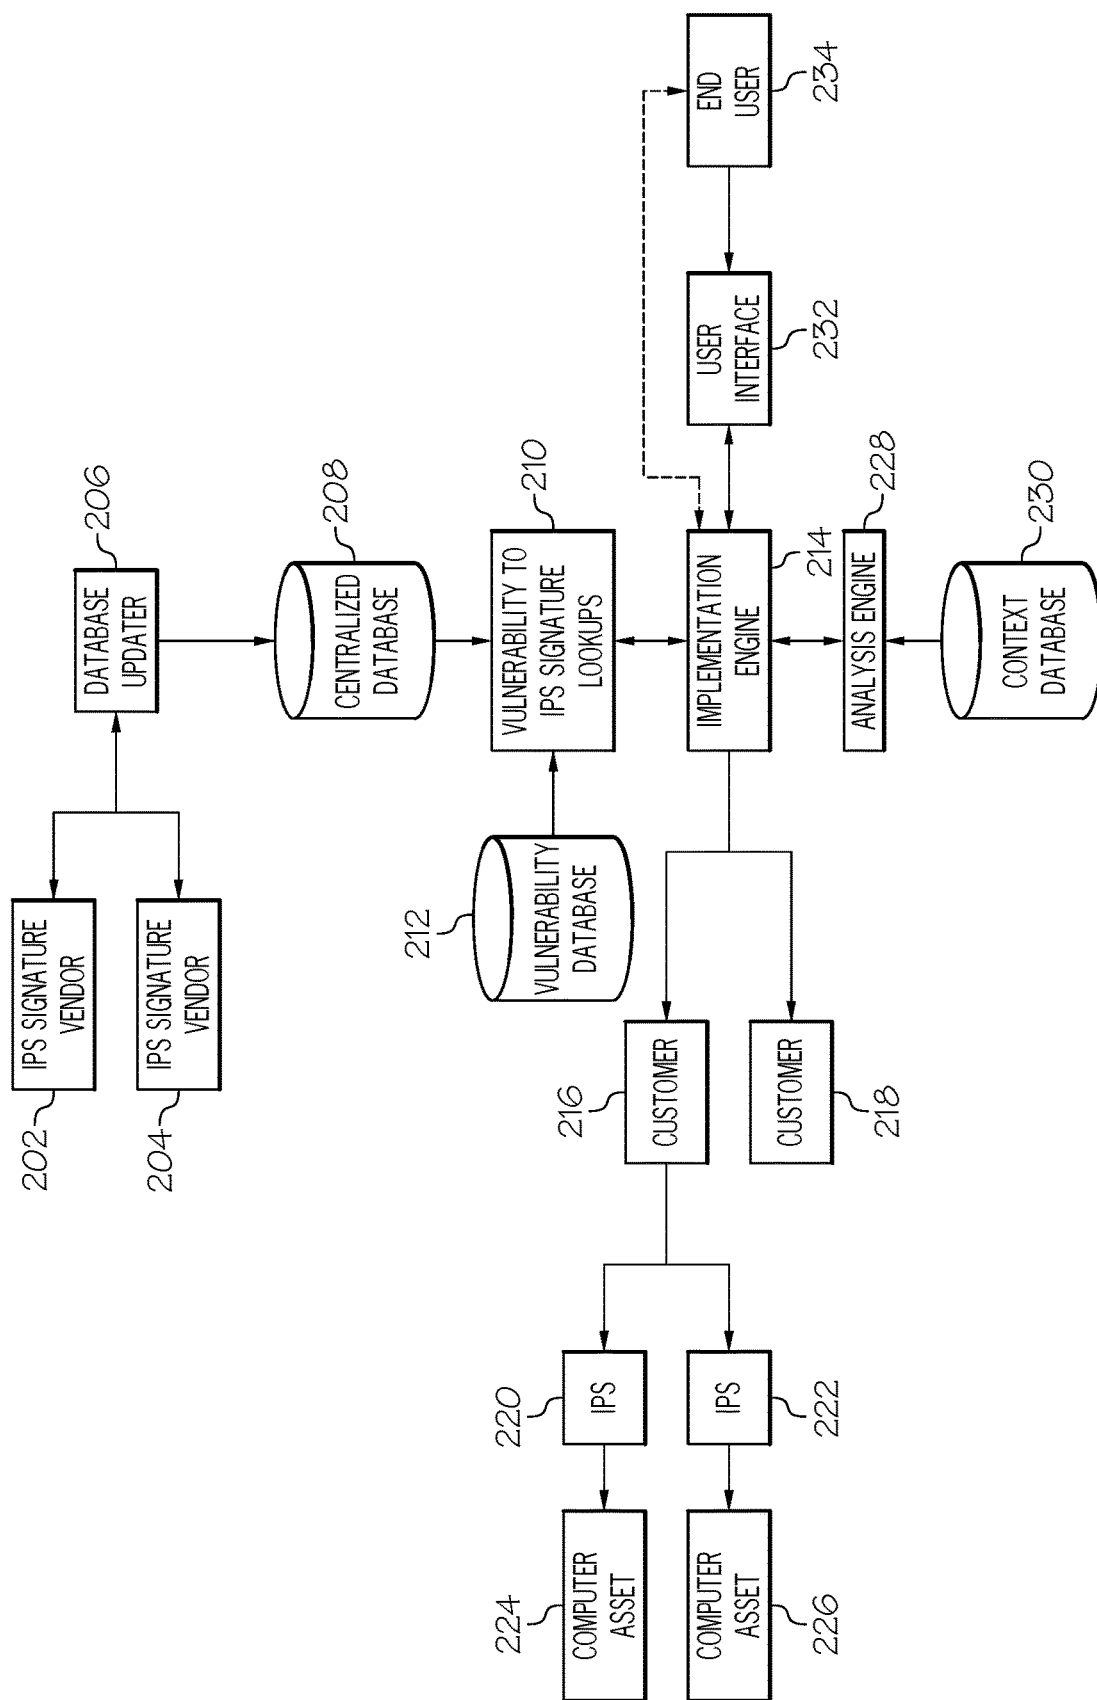 IPS SIGNATURE
VENDOR
202
IPS SIGNATURE
VENDOR
204
DATABASE
UPDATER
206
CENTRALIZED
DATABASE
208
VULNERABILITY TO
IPS SIGNATURE
LOOKUPS
210
VULNERABILITY
DATABASE
212
IMPLEMENTATION
ENGINE
214
CUSTOMER
216
CUSTOMER
218
IPS
220
IPS
222
COMPUTER
ASSET
224
COMPUTER
ASSET
226
ANALYSIS ENGINE
228
CONTEXT
DATABASE
230
USER
INTERFACE
232
END
USER
234